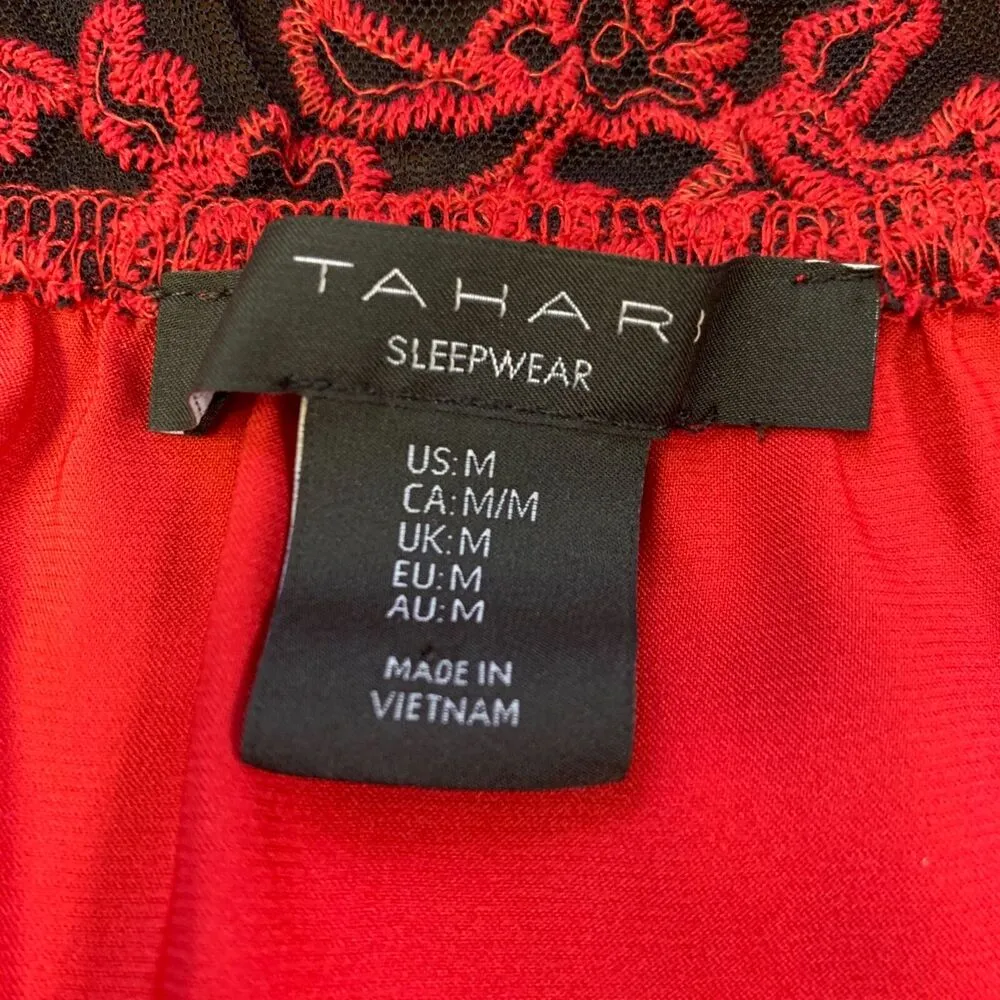 TAHARI
SLEEPWEAR
US: M
CA: M/M
UK: M
EU: M
AU: M
MADE IN
VIETNAM